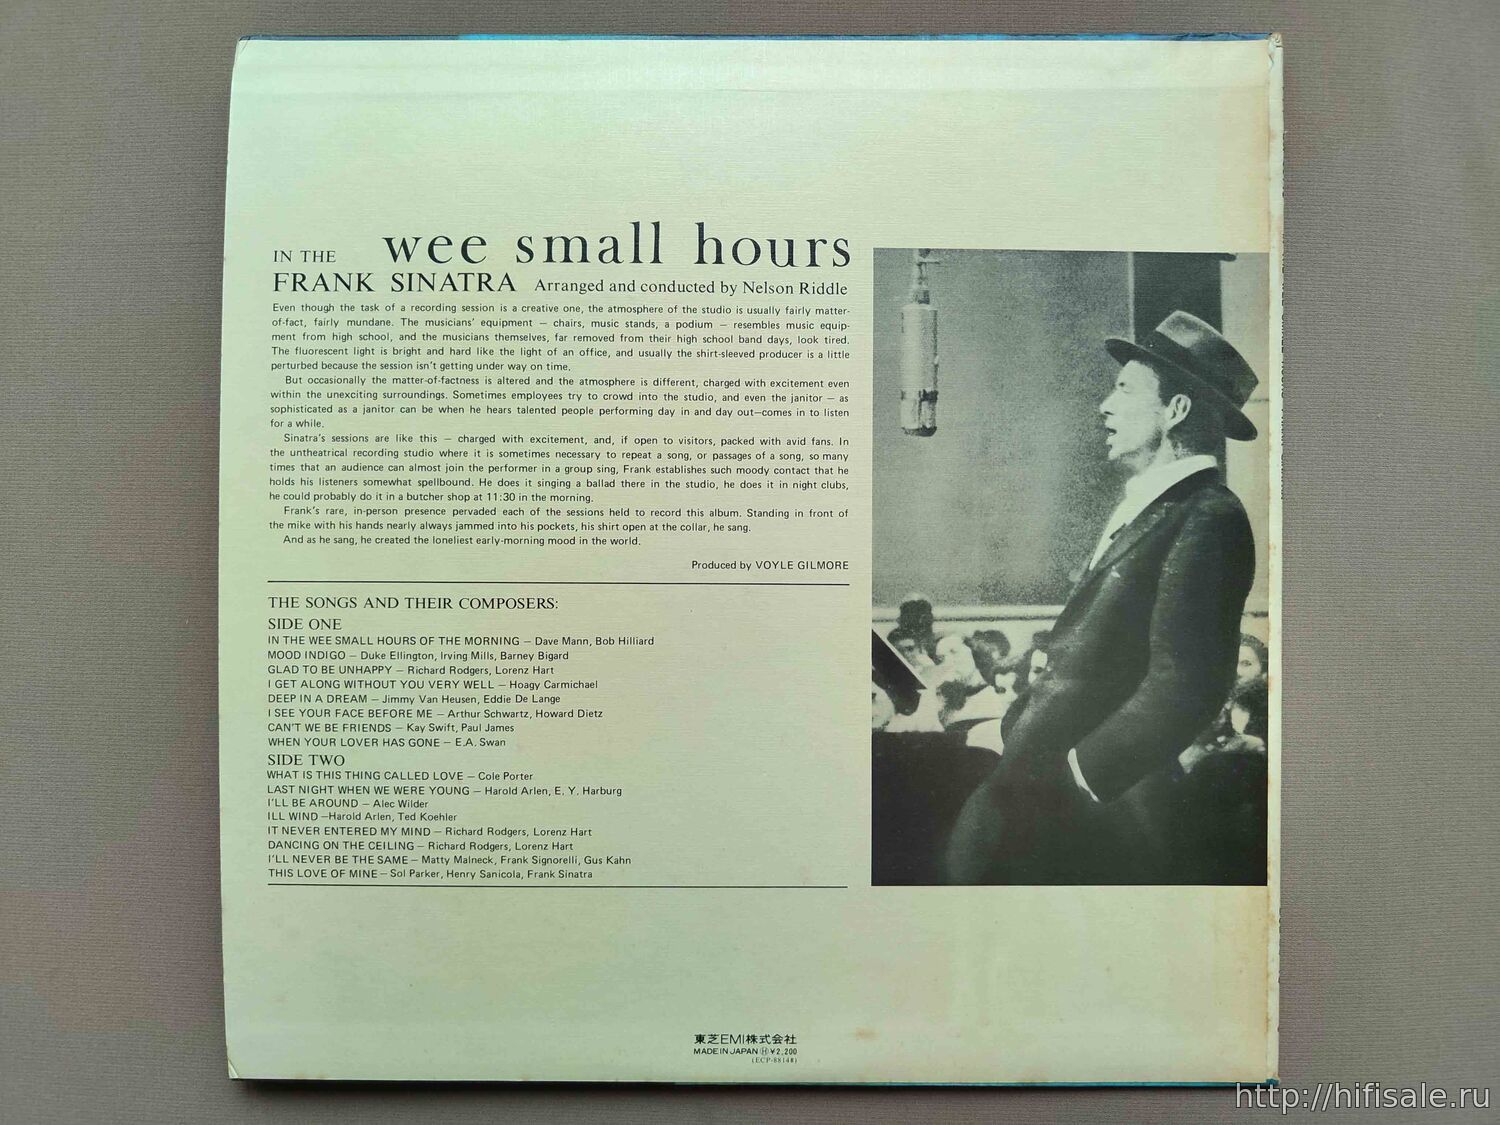 IN THE wee small hours
FRANK SINATRA Arranged and conducted by Nelson Riddle
Even though the task of a recording session is a creative one, the atmosphere of the studio is usually fairly matter-
of-fact, fairly mundane. The musicians' equipment — chairs, music stands, a podium — resembles music equip-
ment from high school, and the musicians themselves, far removed from their high school band days, look tired.
The fluorescent light is bright and hard like the light of an office, and usually the shirt-sleeved producer is a little
perturbed because the session isn't getting under way on time.
But occasionally the matter-of-factness is altered and the atmosphere is different, charged with excitement even
within the unexciting surroundings. Sometimes employees try to crowd into the studio, and even the janitor — as
sophisticated as a janitor can be when he hears talented people performing day in and day out—comes in to listen
for a while.
Sinatra's sessions are like this — charged with excitement, and, if open to visitors, packed with avid fans. In
the untheatrical recording studio where it is sometimes necessary to repeat a song, or passages of a song, so many
times that an audience can almost join the performer in a group sing, Frank establishes such moody contact that he
holds his listeners somewhat spellbound. He does it singing a ballad there in the studio, he does it in night clubs,
he could probably do it in a butcher shop at 11:30 in the morning.
Frank's rare, in-person presence pervaded each of the sessions held to record this album. Standing in front of
the mike with his hands nearly always jammed into his pockets, his shirt open at the collar, he sang.
And as he sang, he created the loneliest early-morning mood in the world.
Produced by VOYLE GILMORE
THE SONGS AND THEIR COMPOSERS:
SIDE ONE
IN THE WEE SMALL HOURS OF THE MORNING — Dave Mann, Bob Hilliard
MOOD INDIGO — Duke Ellington, Irving Mills, Barney Bigard
GLAD TO BE UNHAPPY — Richard Rodgers, Lorenz Hart
I GET ALONG WITHOUT YOU VERY WELL — Hoagy Carmichael
DEEP IN A DREAM — Jimmy Van Heusen, Eddie De Lange
I SEE YOUR FACE BEFORE ME — Arthur Schwartz, Howard Dietz
CAN'T WE BE FRIENDS — Kay Swift, Paul James
WHEN YOUR LOVER HAS GONE — E.A. Swan
SIDE TWO
WHAT IS THIS THING CALLED LOVE — Cole Porter
LAST NIGHT WHEN WE WERE YOUNG — Harold Arlen, E. Y. Harburg
I'LL BE AROUND — Alec Wilder
ILL WIND —Harold Arlen, Ted Koehler
IT NEVER ENTERED MY MIND — Richard Rodgers, Lorenz Hart
DANCING ON THE CEILING — Richard Rodgers, Lorenz Hart
I'LL NEVER BE THE SAME — Matty Malneck, Frank Signorelli, Gus Kahn
THIS LOVE OF MINE — Sol Parker, Henry Sanicola, Frank Sinatra
東芝EMI株式会社
MADE IN JAPAN Ⓗ ¥2,200
(ECP-88148)
http://hifisale.ru